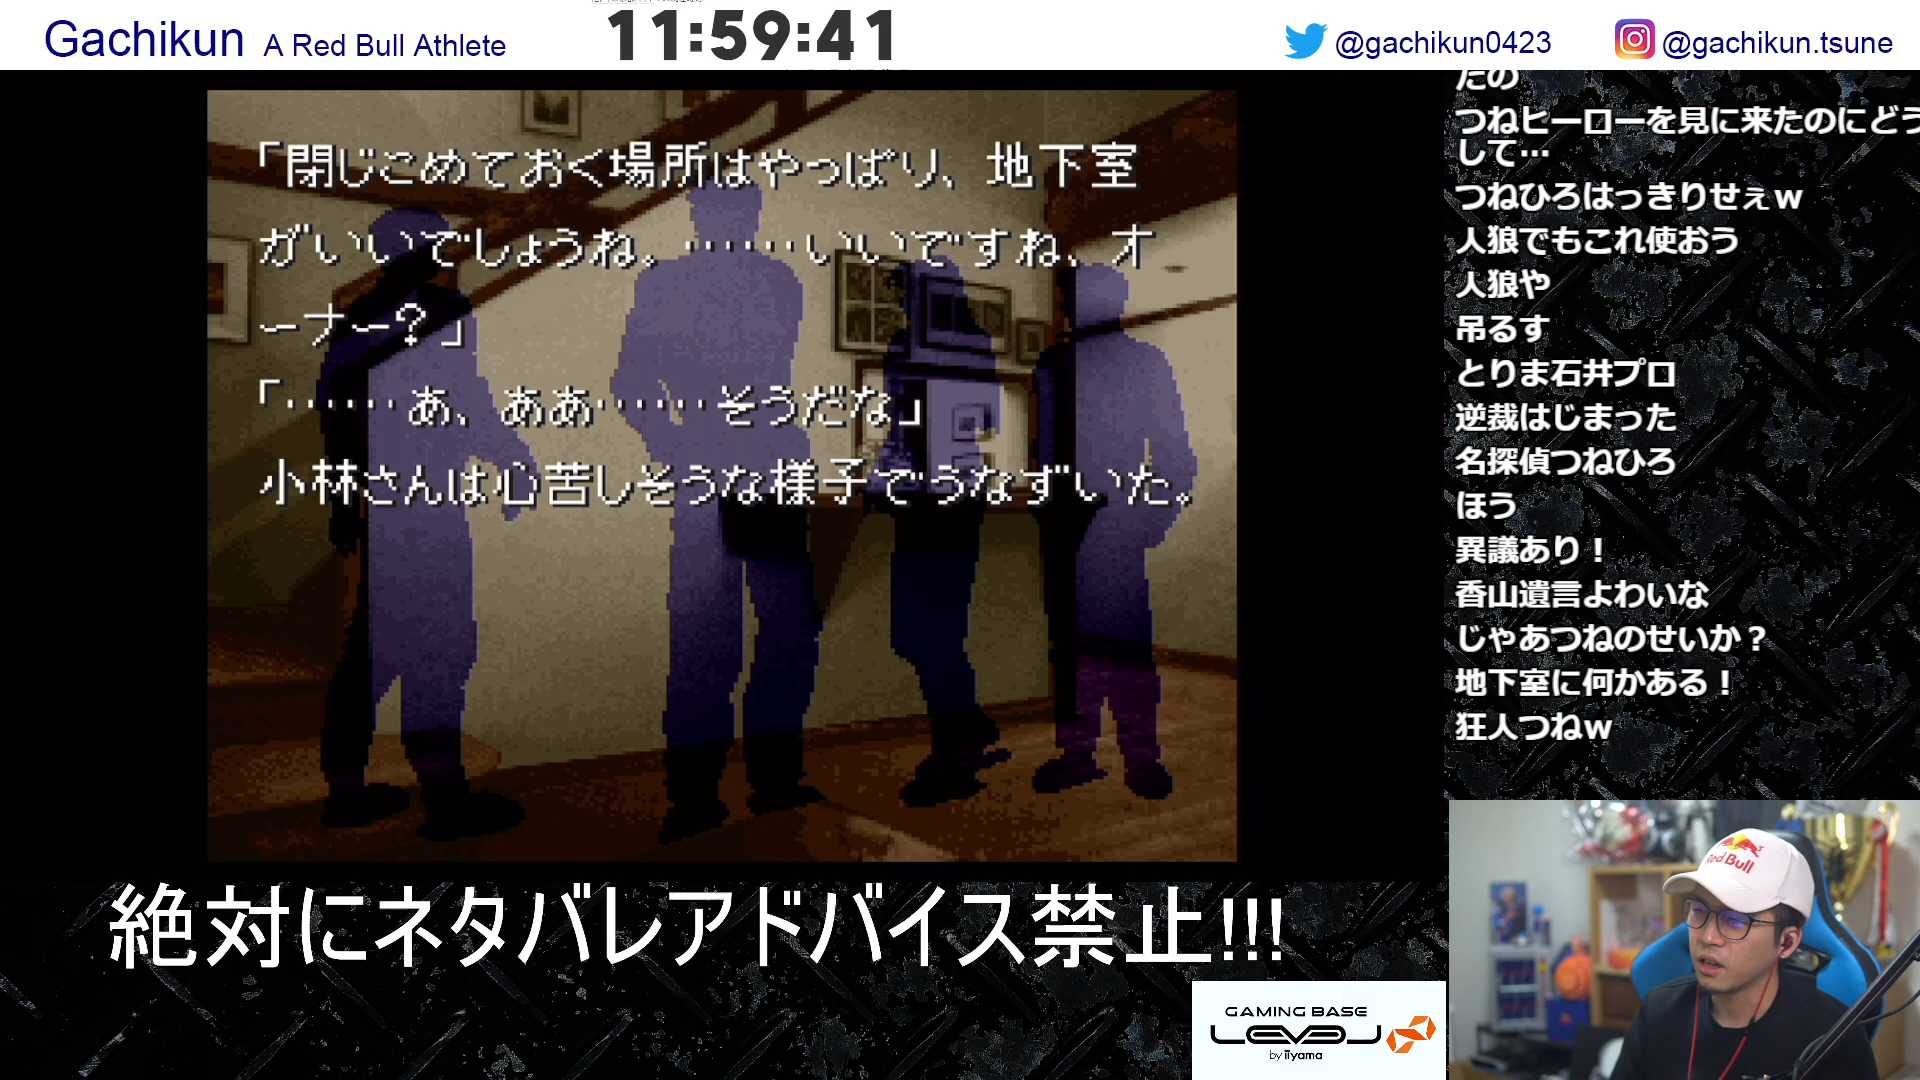 Gachikun A Red Bull Athlete
11:59:41
@gachikun0423
@gachikun.tsune
「閉じこめておく場所はやっぱり、地下室
がいいでしょうね。‥‥‥いいですね、オ
ーナー?」
「‥‥‥あ、ああ‥‥‥そうだな」
小林さんは心苦しそうな様子でうなずいた。
たの
つねヒーローを見に来たのにどう
して…
つねひろはっきりせぇｗ
人狼でもこれ使おう
人狼や
吊るす
とりま石井プロ
逆裁はじまった
名探偵つねひろ
ほう
異議あり！
香山遺言よわいな
じゃあつねのせいか？
地下室に何かある！
狂人つねｗ
絶対にネタバレアドバイス禁止!!!
Red Bull
GAMING BASE
LEVEL∞
by iiyama